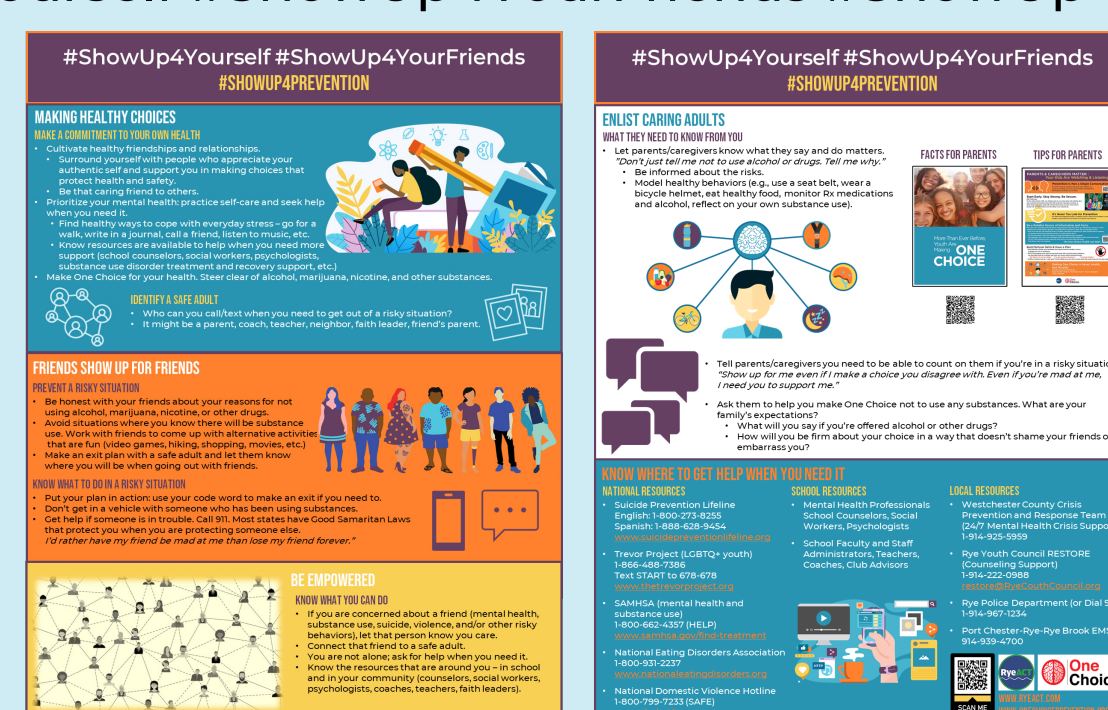 #ShowUp4Yourself #ShowUp4YourFriends
#SHOWUP4PREVENTION
MAKING HEALTHY CHOICES
MAKE A COMMITMENT TO YOUR OWN HEALTH
• Cultivate healthy friendships and relationships.
• Surround yourself with people who appreciate your
authentic self and support you in making choices that
protect health and safety.
• Be that caring friend to others.
• Prioritize your mental health: practice self-care and seek help
when you need it.
• Find healthy ways to cope with everyday stress – go for a
walk, write in a journal, call a friend, listen to music, etc.
• Know resources are available to help when you need more
support (school counselors, social workers, psychologists,
substance use disorder treatment and recovery support, etc.)
• Make One Choice for your health. Steer clear of alcohol, marijuana, nicotine, and other substances.
IDENTIFY A SAFE ADULT
• Who can you call/text when you need to get out of a risky situation?
• It might be a parent, coach, teacher, neighbor, faith leader, friend's parent.
FRIENDS SHOW UP FOR FRIENDS
PREVENT A RISKY SITUATION
• Be honest with your friends about your reasons for not
using alcohol, marijuana, nicotine, or other drugs.
• Avoid situations where you know there will be substance
use. Work with friends to come up with alternative activities
that are fun (video games, hiking, shopping, movies, etc.)
• Make an exit plan with a safe adult and let them know
where you will be when going out with friends.
KNOW WHAT TO DO IN A RISKY SITUATION
• Put your plan in action: use your code word to make an exit if you need to.
• Don't get in a vehicle with someone who has been using substances.
• Get help if someone is in trouble. Call 911. Most states have Good Samaritan Laws
that protect you when you are protecting someone else.
I'd rather have my friend be mad at me than lose my friend forever."
BE EMPOWERED
KNOW WHAT YOU CAN DO
• If you are concerned about a friend (mental health,
substance use, suicide, violence, and/or other risky
behaviors), let that person know you care.
• Connect that friend to a safe adult.
• You are not alone; ask for help when you need it.
• Know the resources that are around you – in school
and in your community (counselors, social workers,
psychologists, coaches, teachers, faith leaders).
#ShowUp4Yourself #ShowUp4YourFriends
#SHOWUP4PREVENTION
ENLIST CARING ADULTS
WHAT THEY NEED TO KNOW FROM YOU
• Let parents/caregivers know what they say and do matters.
"Don't just tell me not to use alcohol or drugs. Tell me why."
• Be informed about the risks.
• Model healthy behaviors (e.g., use a seat belt, wear a
bicycle helmet, eat healthy food, monitor Rx medications
and alcohol, reflect on your own substance use).
FACTS FOR PARENTS
More Than Ever Before
Youth Are
Making ONE
CHOICE
TIPS FOR PARENTS
PARENTS & CAREGIVERS MATTER
• Tell parents/caregivers you need to be able to count on them if you're in a risky
"Show up for me even if I make a choice you disagree with. Even if you're mad at me,
I need you to support me."
• Ask them to help you make One Choice not to use any substances. What are your
family's expectations?
• What will you say if you're offered alcohol or drugs?
• How will you be firm about your choice in a way that doesn't shame your friends
embarrass you?
KNOW WHERE TO GET HELP WHEN YOU NEED IT
NATIONAL RESOURCES
• Suicide Prevention Lifeline
English: 1-800-273-8255
Spanish: 1-888-628-9454
www.suicidepreventionlifeline.org
• Trevor Project (LGBTQ+ youth)
1-866-488-7386
Text START to 678-678
www.thetrevorproject.org
• SAMHSA (mental health and
substance use)
1-800-662-4357 (HELP)
www.samhsa.gov/find-treatment
• National Eating Disorders Association
1-800-931-2237
www.nationaleatingdisorders.org
• National Domestic Violence Hotline
1-800-799-7233 (SAFE)
SCHOOL RESOURCES
• Mental Health Professionals
School Counselors, Social
Workers, Psychologists
• School Faculty and Staff
Administrators, Teachers,
Coaches, Club Advisors
HTTP
LOCAL RESOURCES
• Westchester County Crisis
Prevention and Response Team
(24/7 Mental Health Crisis
1-914-925-5959
• Rye Youth Council RESTORE
(Counseling Support)
1-914-222-0988
restore@RyeCouthCouncil.org
• Rye Police Department (or Dial
1-914-967-1234
• Port Chester-Rye-Rye Brook EMS
914-939-4700
SCAN ME
RyeACT
One
WWW.RYEACT.COM